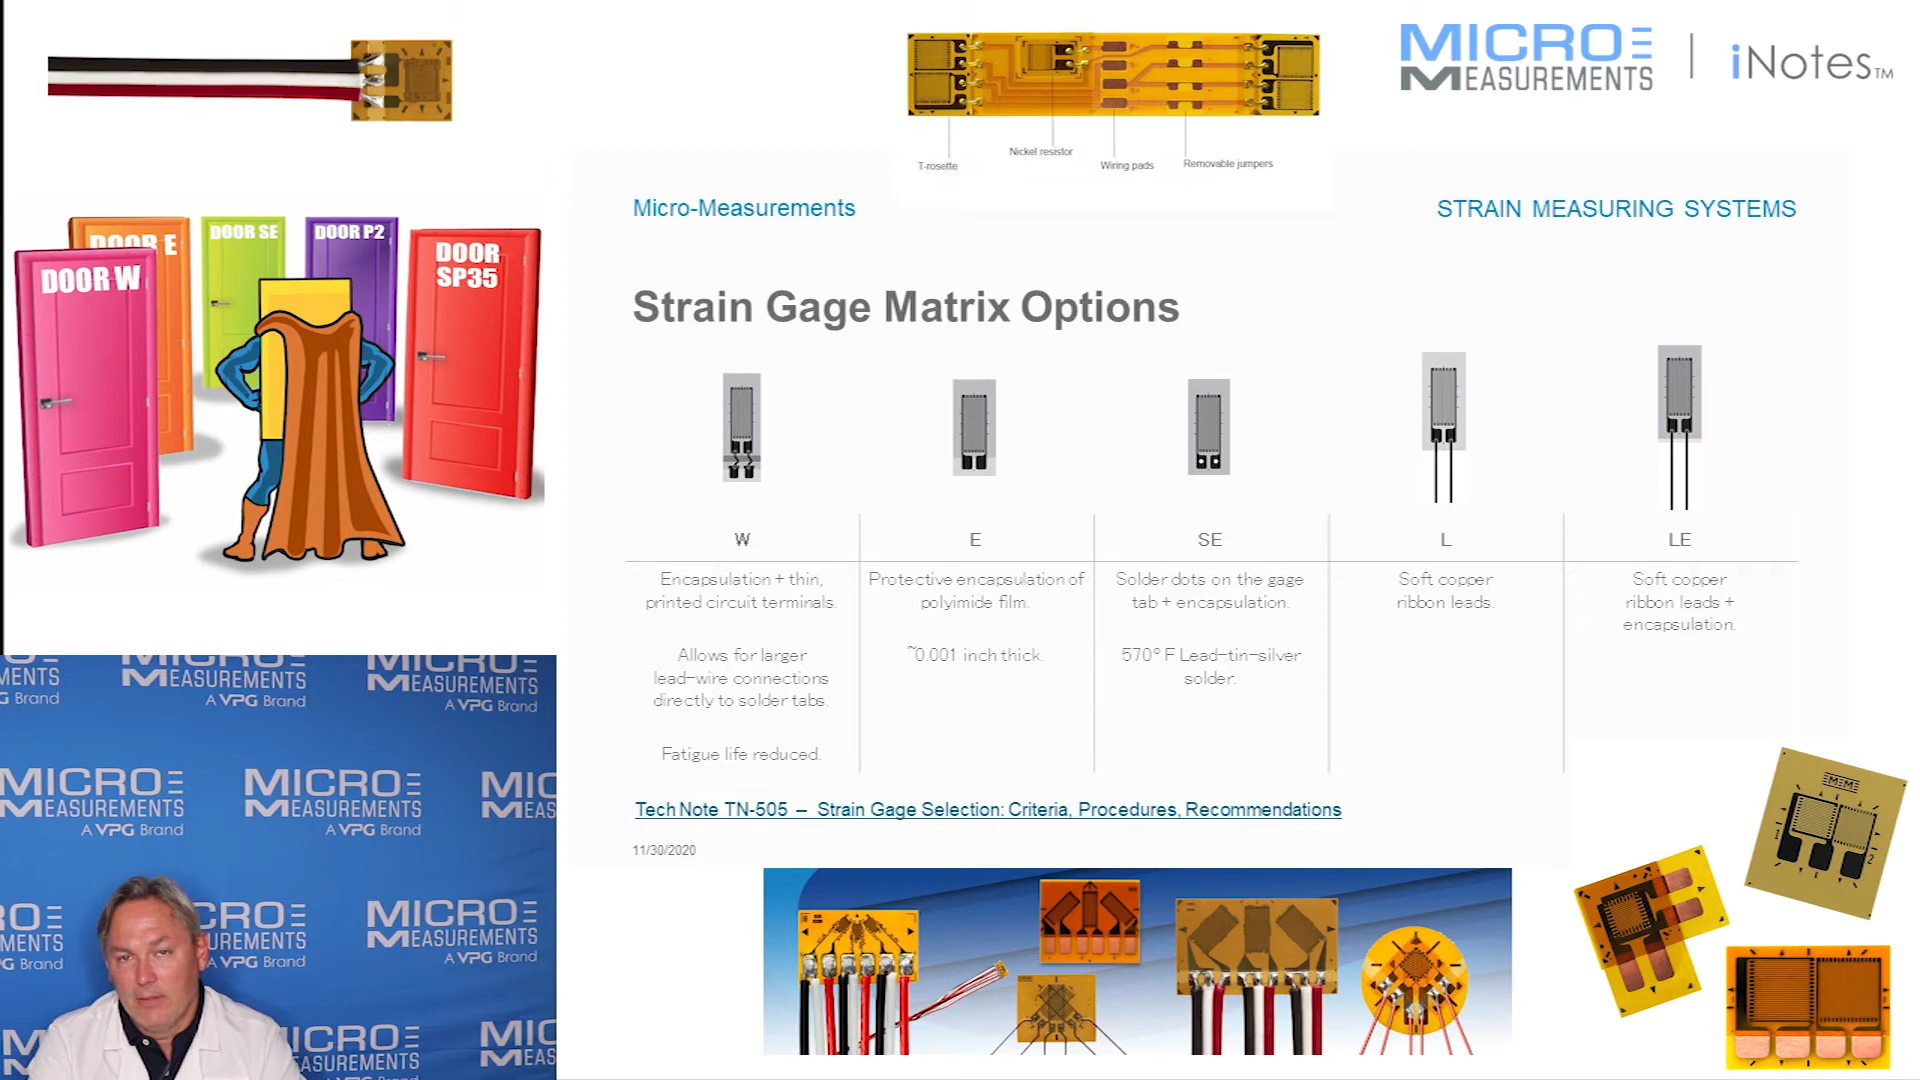 MICRO
MEASUREMENTS
iNotes™
T-rosette
Nickel resistor
Wiring pads
Removable jumpers
Micro-Measurements
STRAIN MEASURING SYSTEMS
DOOR W
DOOR E
DOOR SE
DOOR P2
DOOR
SP35
Strain Gage Matrix Options
W
E
SE
L
LE
Encapsulation + thin,
printed circuit terminals.
Allows for larger
lead-wire connections
directly to solder tabs.
Fatigue life reduced.
Protective encapsulation of
polyimide film.
~0.001 inch thick.
Solder dots on the gage
tab + encapsulation.
570° F Lead-tin-silver
solder.
Soft copper
ribbon leads.
Soft copper
ribbon leads +
encapsulation.
Tech Note TN-505 – Strain Gage Selection: Criteria, Procedures, Recommendations
11/30/2020
MICRO
MEASUREMENTS
A VPG Brand
MICRO
MEASUREMENTS
A VPG Brand
MICRO
MEASUREMENTS
A VPG Brand
MICRO
MEASUREMENTS
A VPG Brand
MICRO
MEASUREMENTS
A VPG Brand
1
2